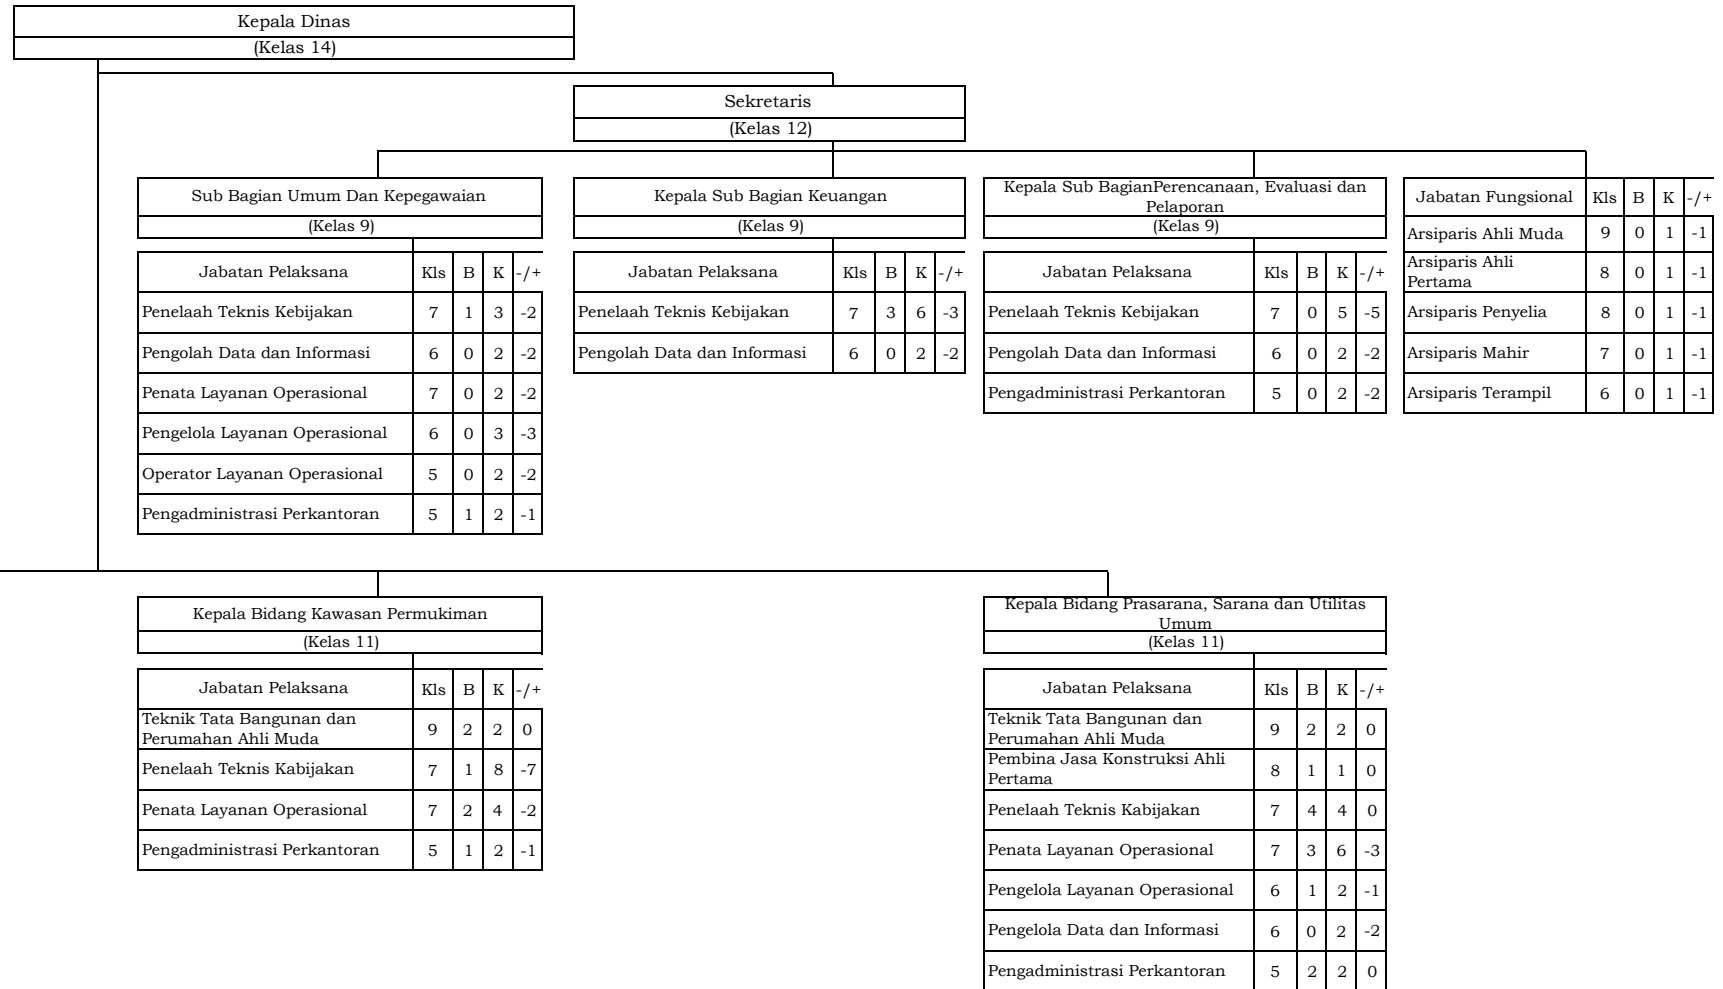 Kepala Dinas
(Kelas 14)
Sekretaris
(Kelas 12)
Sub Bagian Umum Dan Kepegawaian
(Kelas 9)
Jabatan Pelaksana Kls B K -/+
Penelaah Teknis Kebijakan 7 1 3 -2
Pengolah Data dan Informasi 6 0 2 -2
Penata Layanan Operasional 7 0 2 -2
Pengelola Layanan Operasional 6 0 3 -3
Operator Layanan Operasional 5 0 2 -2
Pengadministrasi Perkantoran 5 1 2 -1
Kepala Sub Bagian Keuangan
(Kelas 9)
Jabatan Pelaksana Kls B K -/+
Penelaah Teknis Kebijakan 7 3 6 -3
Pengolah Data dan Informasi 6 0 2 -2
Kepala Sub BagianPerencanaan, Evaluasi dan
Pelaporan
(Kelas 9)
Jabatan Pelaksana Kls B K -/+
Penelaah Teknis Kebijakan 7 0 5 -5
Pengolah Data dan Informasi 6 0 2 -2
Pengadministrasi Perkantoran 5 0 2 -2
Jabatan Fungsional Kls B K -/+
Arsiparis Ahli Muda 9 0 1 -1
Arsiparis Ahli
Pertama 8 0 1 -1
Arsiparis Penyelia 8 0 1 -1
Arsiparis Mahir 7 0 1 -1
Arsiparis Terampil 6 0 1 -1
Kepala Bidang Kawasan Permukiman
(Kelas 11)
Jabatan Pelaksana Kls B K -/+
Teknik Tata Bangunan dan
Perumahan Ahli Muda 9 2 2 0
Penelaah Teknis Kabijakan 7 1 8 -7
Penata Layanan Operasional 7 2 4 -2
Pengadministrasi Perkantoran 5 1 2 -1
Kepala Bidang Prasarana, Sarana dan Utilitas
Umum
(Kelas 11)
Jabatan Pelaksana Kls B K -/+
Teknik Tata Bangunan dan
Perumahan Ahli Muda 9 2 2 0
Pembina Jasa Konstruksi Ahli
Pertama 8 1 1 0
Penelaah Teknis Kabijakan 7 4 4 0
Penata Layanan Operasional 7 3 6 -3
Pengelola Layanan Operasional 6 1 2 -1
Pengelola Data dan Informasi 6 0 2 -2
Pengadministrasi Perkantoran 5 2 2 0